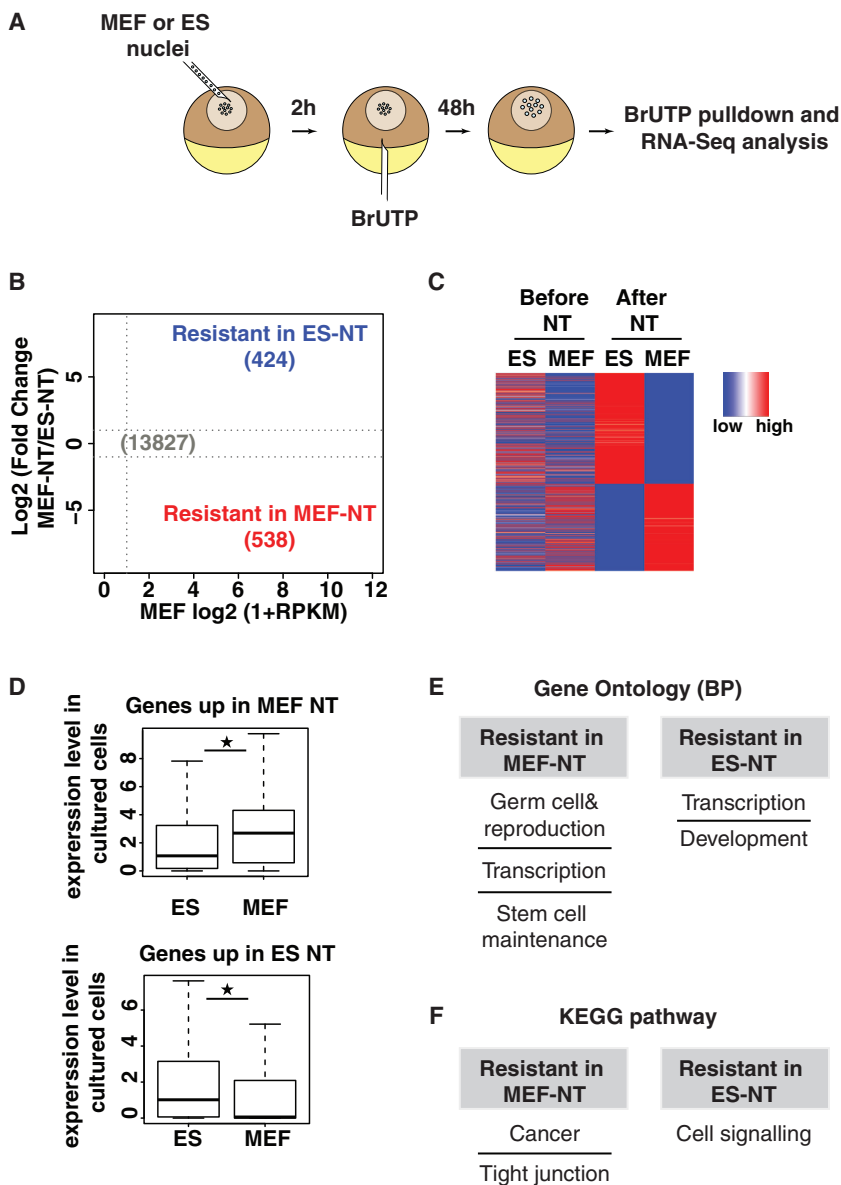 A
MEF or ES
nuclei
2h
48h
BrUTP pulldown and
RNA-Seq analysis
BrUTP
B
Log2 (Fold Change
MEF-NT/ES-NT)
5
0
−5
Resistant in ES-NT
(424)
(13827)
Resistant in MEF-NT
(538)
0 2 4 6 8 10 12
MEF log2 (1+RPKM)
C
Before
NT
After
NT
ES MEF ES MEF
low high
D
Genes up in MEF NT
exprerssion level in
cultured cells
0 2 4 6 8
★
ES MEF
Genes up in ES NT
exprerssion level in
cultured cells
0 2 4 6
★
ES MEF
E
Gene Ontology (BP)
Resistant in
MEF-NT
Germ cell&
reproduction
Transcription
Stem cell
maintenance
Resistant in
ES-NT
Transcription
Development
F
KEGG pathway
Resistant in
MEF-NT
Cancer
Tight junction
Resistant in
ES-NT
Cell signalling